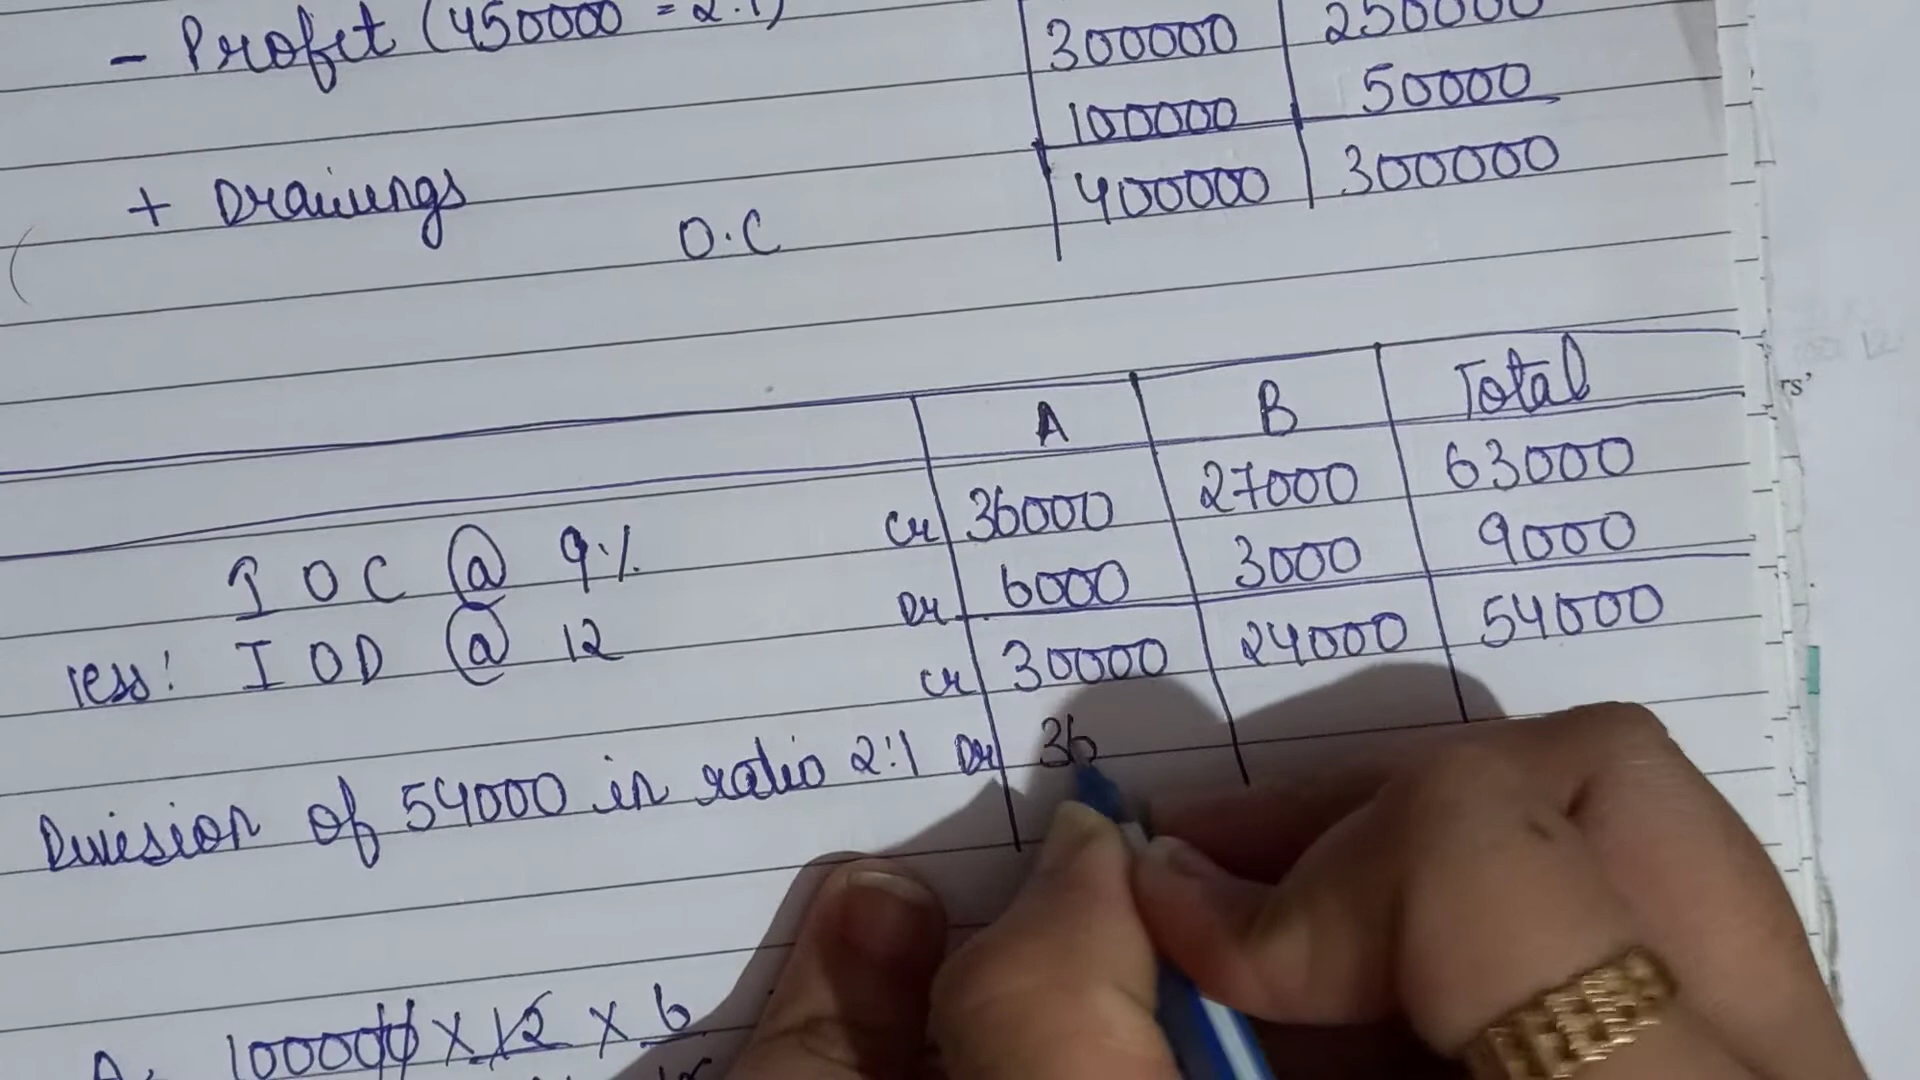 - Profit (450000 = 2:1) 300000 250000
100000 50000
+ Drawings
O.C 400000 300000
A B Total
IOC @ 9% Cr 36000 27000 63000
less: IOD @ 12 Dr 6000 3000 9000
Cr 30000 24000 54000
Division of 54000 in ratio 2:1 Dr 36
A. 100000 x 12 x 6
rs'